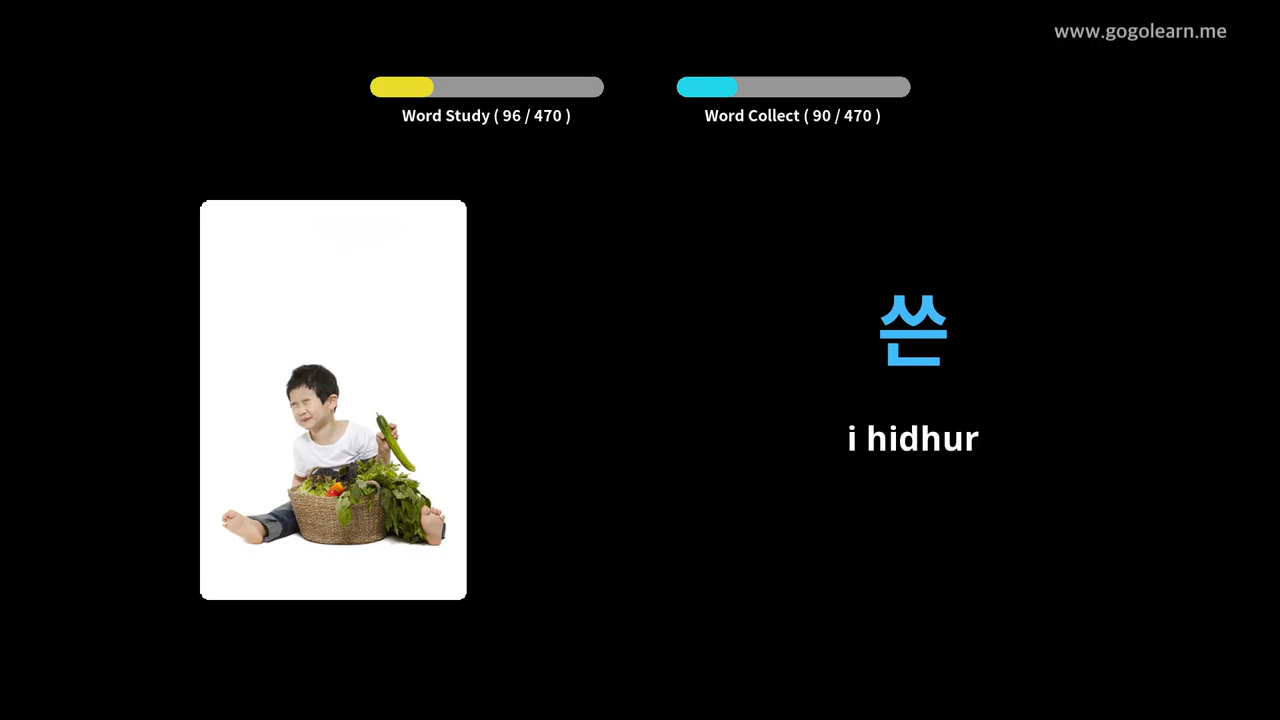 www.gogolearn.me
Word Study ( 96 / 470 )
Word Collect ( 90 / 470 )
쓴
i hidhur